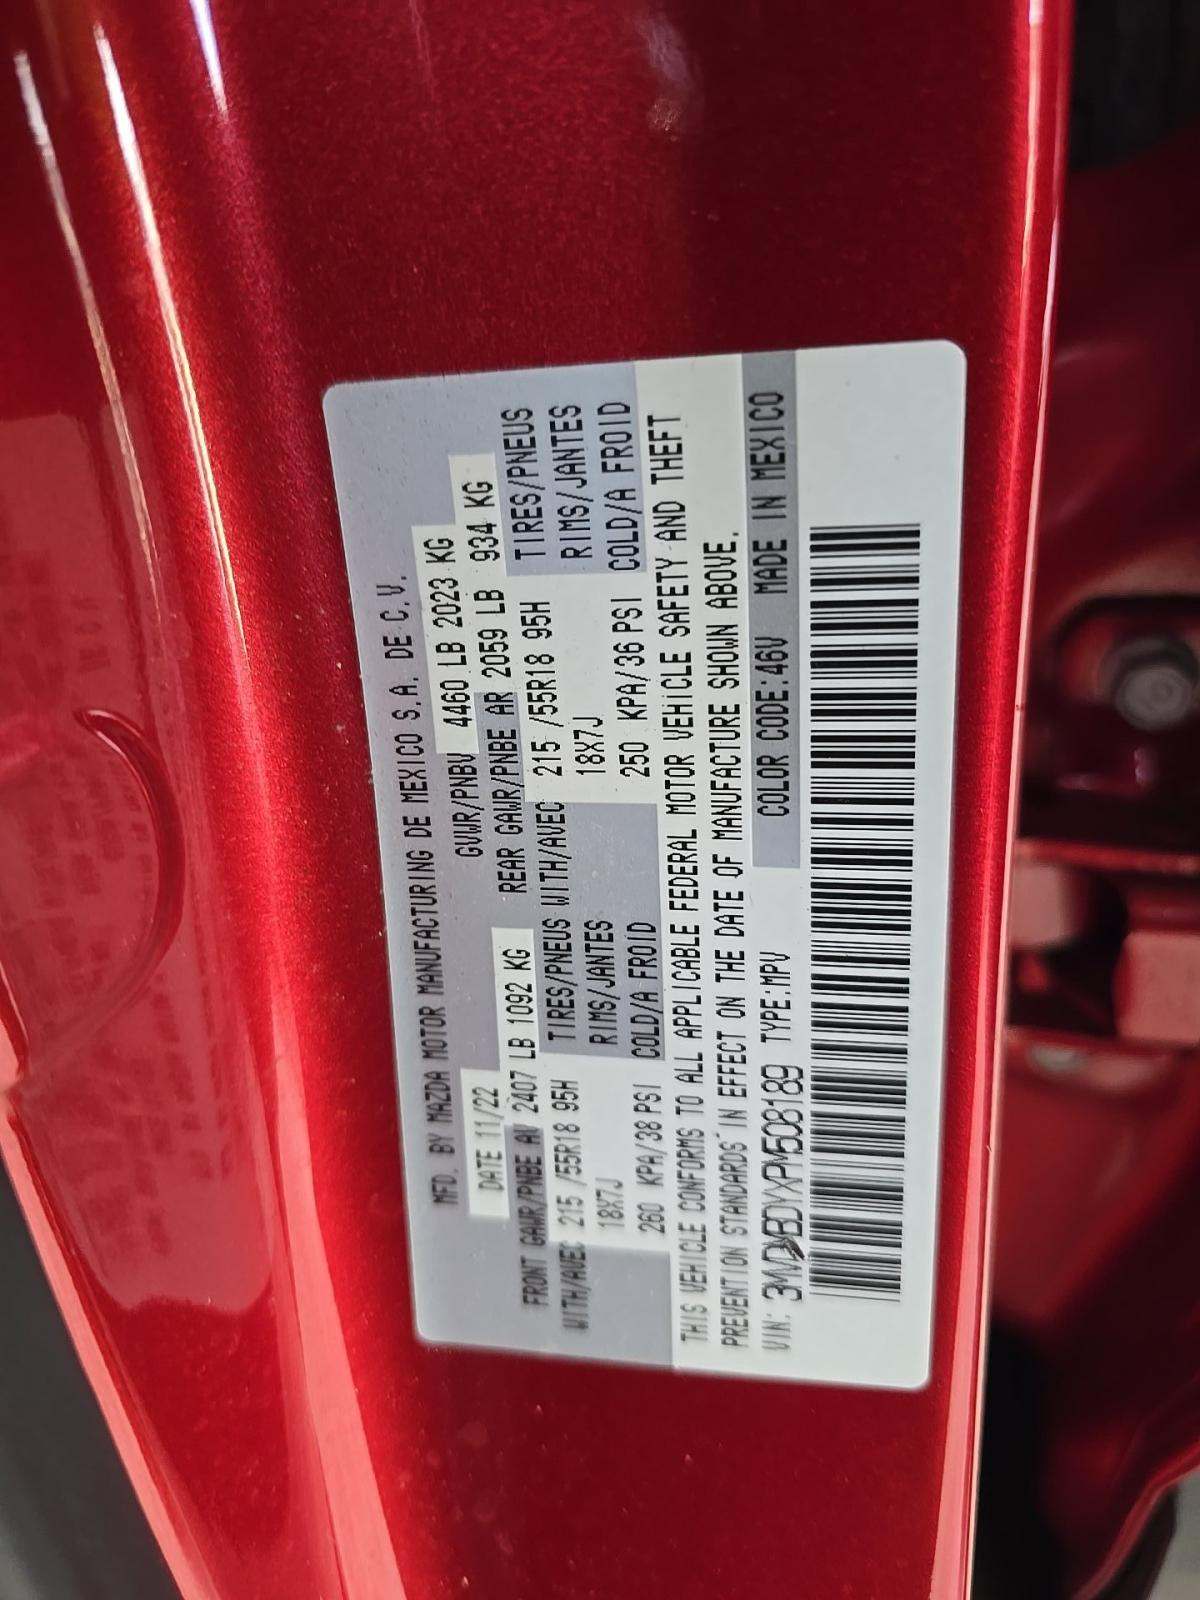 MFD. BY MAZDA MOTOR MANUFACTURING DE MEXICO S.A. DE C.V.
DATE 11/22 GVWR/PNBV 4460 LB 2023 KG
FRONT GAWR/PNBE AV 2407 LB 1092 KG REAR GAWR/PNBE AR 2059 LB 934 KG
WITH/AVEC 215 /55R18 95H TIRES/PNEUS WITH/AVEC 215 /55R18 95H TIRES/PNEUS
18X7J RIMS/JANTES 18X7J RIMS/JANTES
260 KPA/38 PSI COLD/A FROID 250 KPA/36 PSI COLD/A FROID
THIS VEHICLE CONFORMS TO ALL APPLICABLE FEDERAL MOTOR VEHICLE SAFETY AND THEFT
PREVENTION STANDARDS IN EFFECT ON THE DATE OF MANUFACTURE SHOWN ABOVE.
VIN: 3MVDMBDYXPM508189 TYPE:MPV COLOR CODE:46V MADE IN MEXICO